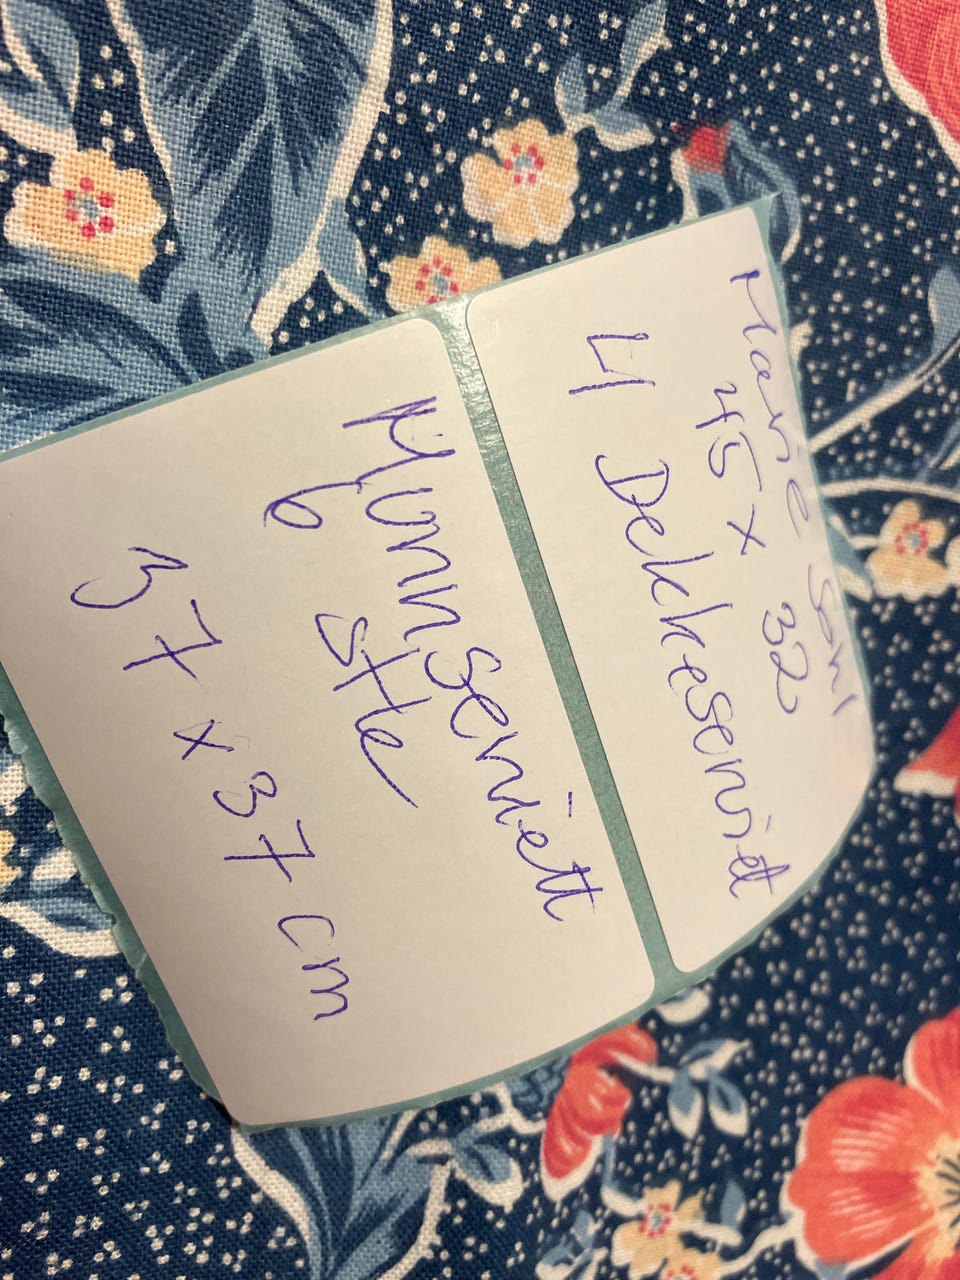 Marie
45 x 32
4 Dekkeserviett
Munnserviett
6 stk
37 x 37 cm